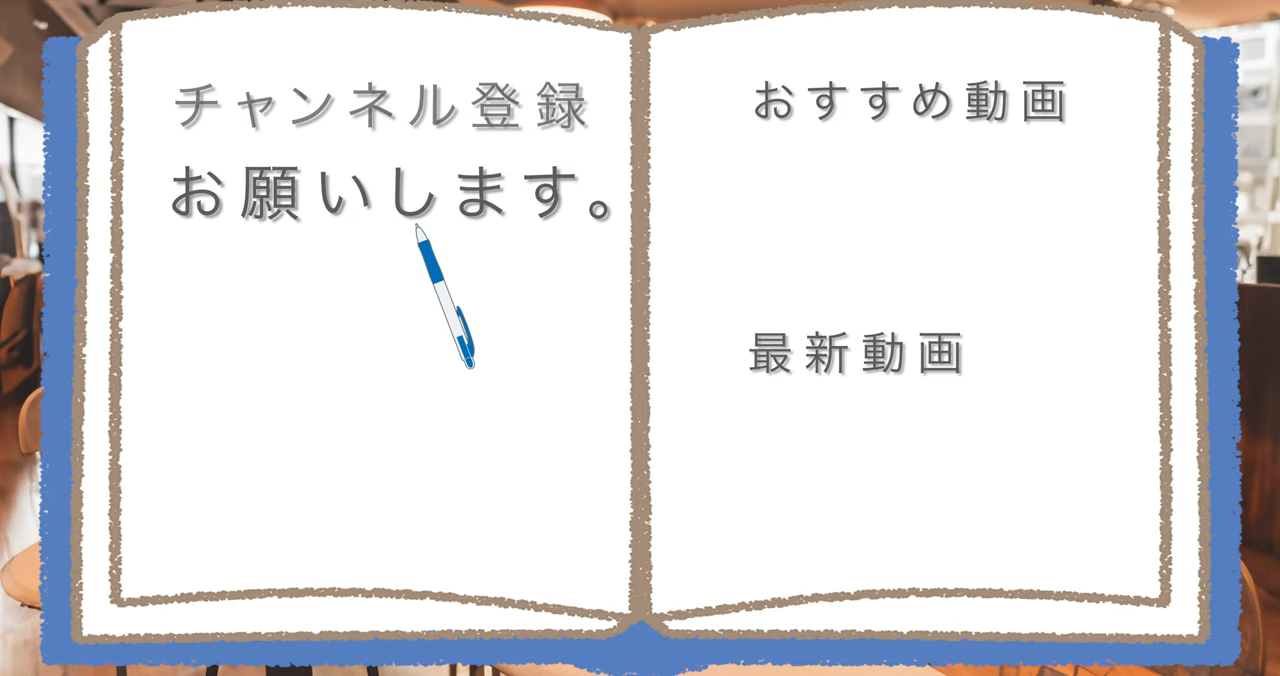 チャンネル登録
お願いします。
おすすめ動画
最新動画